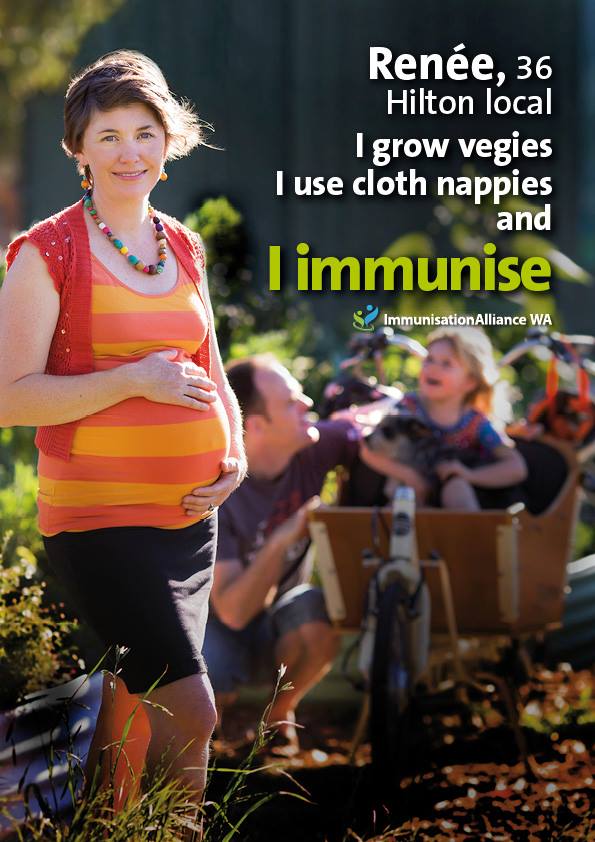 Renée, 36
Hilton local
I grow vegies
I use cloth nappies
and
I immunise
ImmunisationAlliance WA